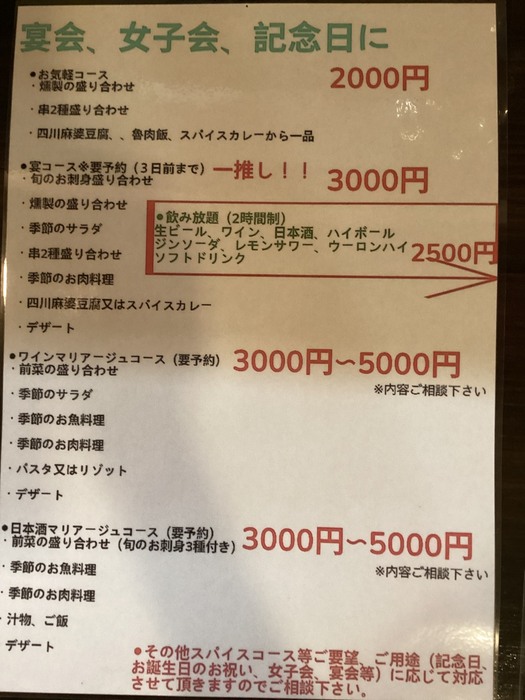 宴会、女子会、記念日に
●お気軽コース
2000円
・燻製の盛り合わせ
・串2種盛り合わせ
・四川麻婆豆腐、、魯肉飯、スパイスカレーから一品
●宴コース※要予約（3日前まで）一推し！！
3000円
・旬のお刺身盛り合わせ
・燻製の盛り合わせ
・季節のサラダ
・串2種盛り合わせ
・季節のお肉料理
・四川麻婆豆腐又はスパイスカレー
・デザート
●飲み放題（2時間制）
生ビール、ワイン、日本酒、ハイボール
ジンソーダ、レモンサワー、ウーロンハイ
ソフトドリンク
2500円
●ワインマリアージュコース（要予約）
3000円〜5000円
・前菜の盛り合わせ
※内容ご相談下さい
・季節のサラダ
・季節のお魚料理
・季節のお肉料理
・パスタ又はリゾット
・デザート
●日本酒マリアージュコース（要予約）
3000円〜5000円
・前菜の盛り合わせ（旬のお刺身3種付き）
※内容ご相談下さい
・季節のお魚料理
・季節のお肉料理
・汁物、ご飯
デザート
●その他スパイスコース等ご要望、ご用途（記念日、
お誕生日のお祝い、女子会、宴会等）に応じて対応
させて頂きますのでご相談下さい。